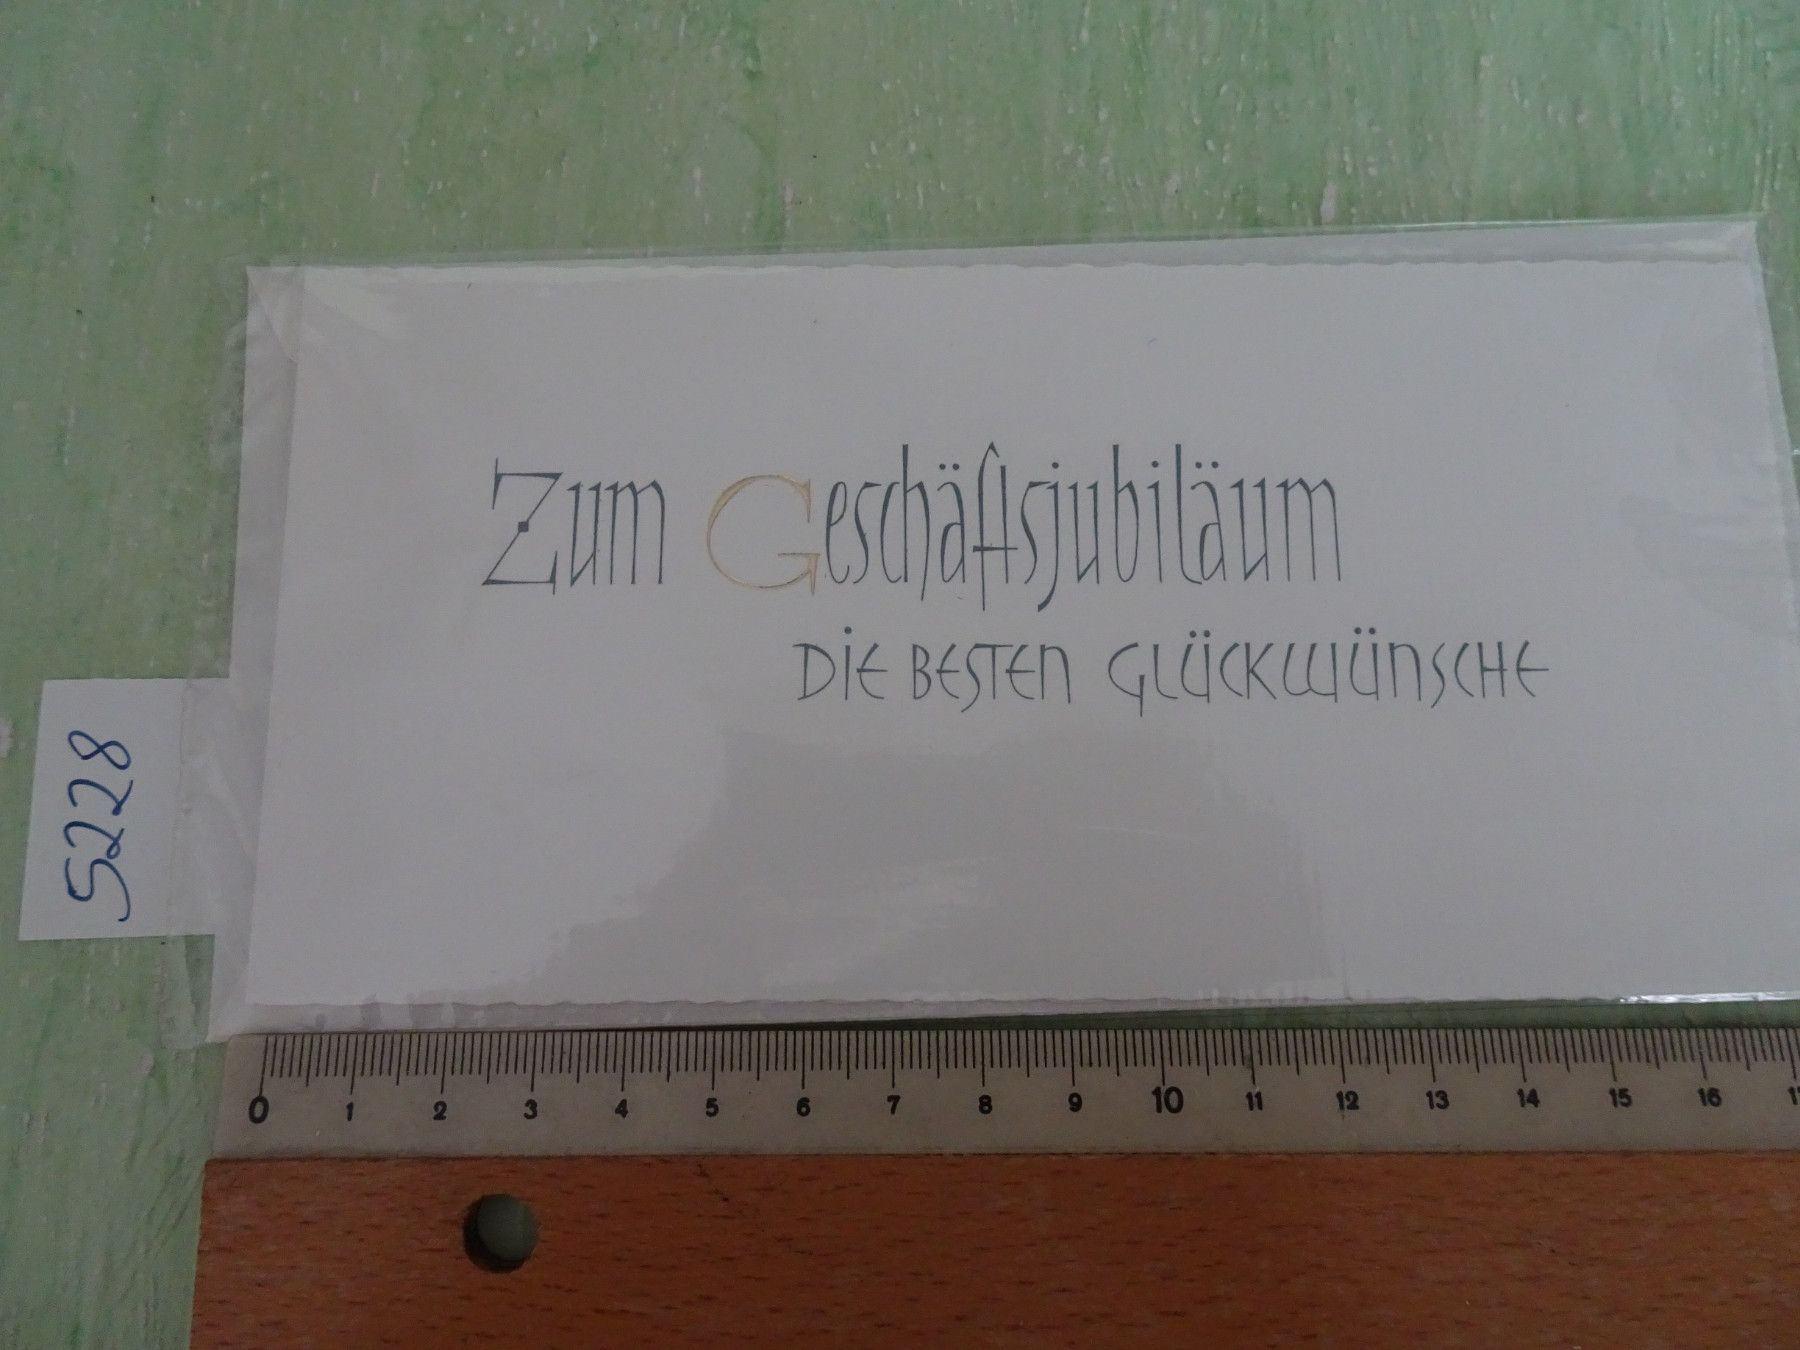 Zum Geschäftsjubiläum
DIE BESTEN GLÜCKWÜNSCHE
5228
0 1 2 3 4 5 6 7 8 9 10 11 12 13 14 15 16 17